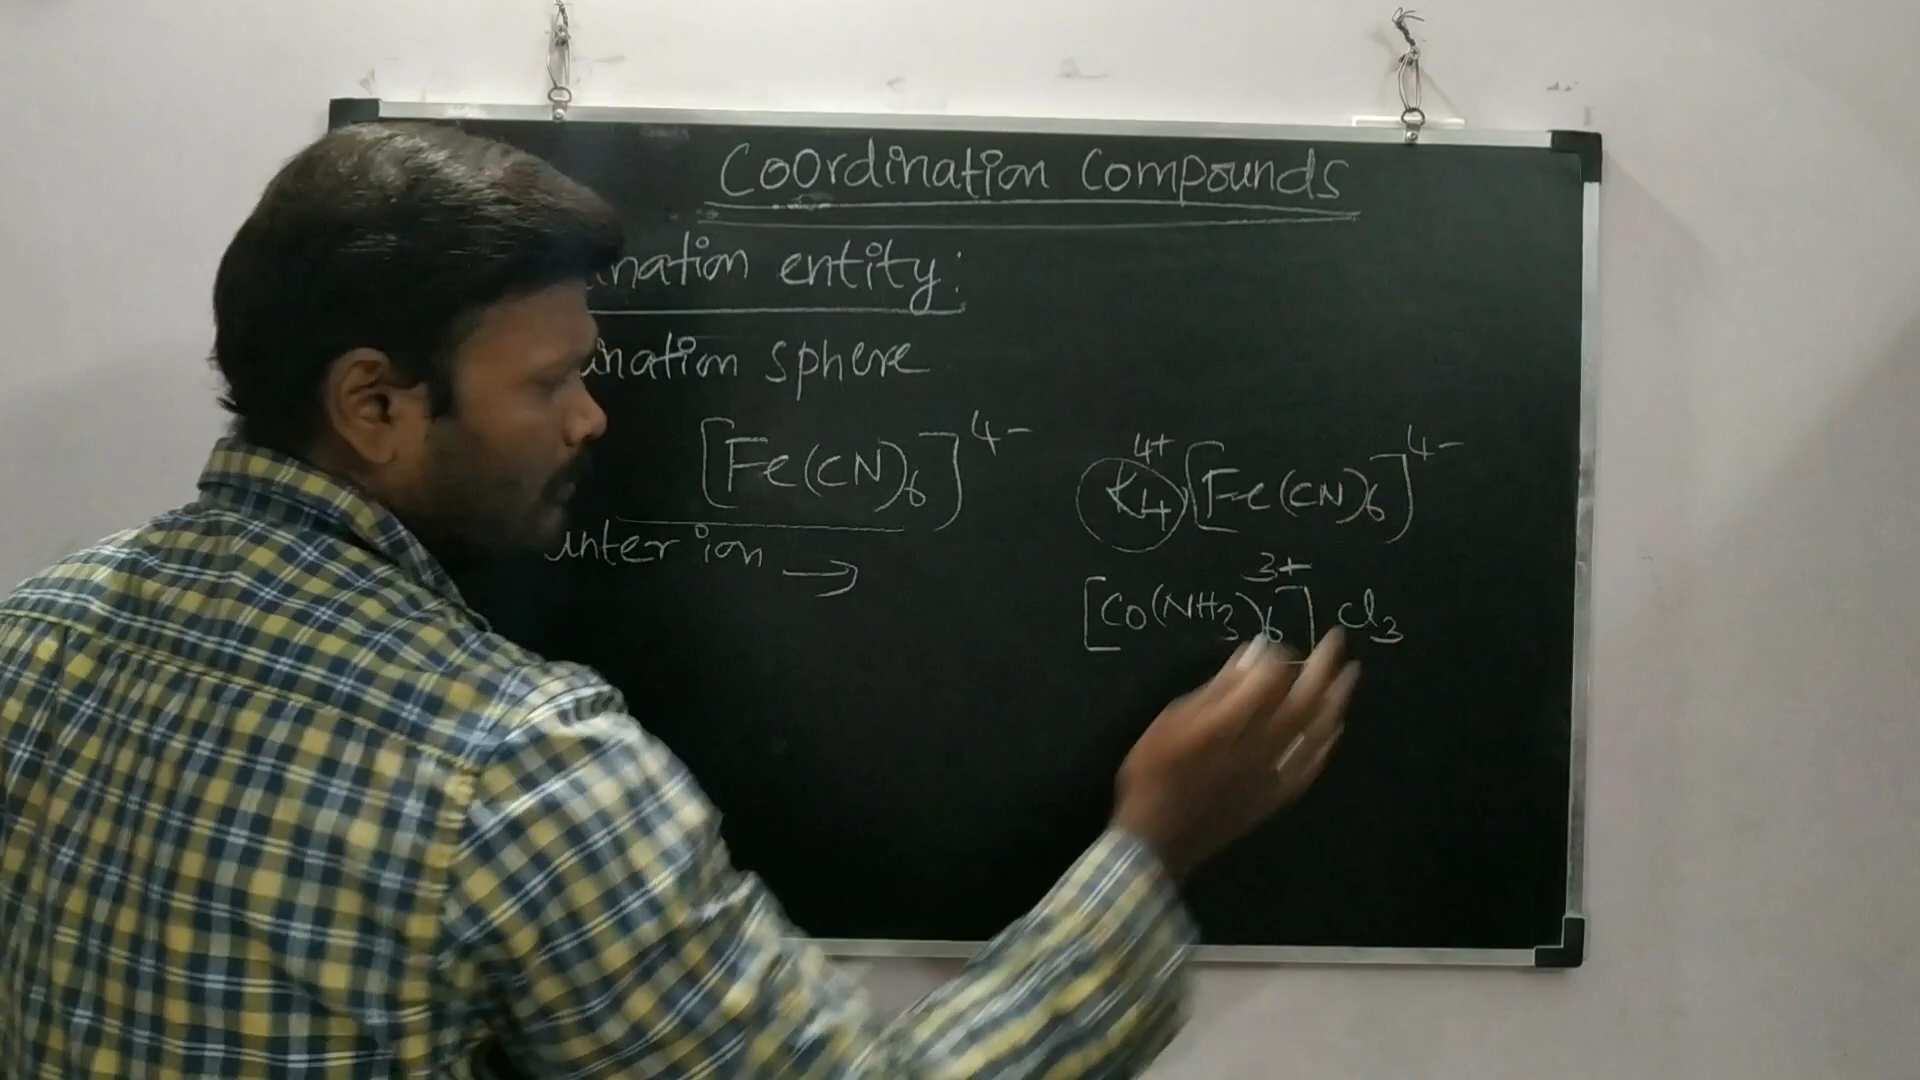 Coordination Compounds
ination entity:
ination sphere
[Fe(CN)6]4-
K4 4+ [Fe(CN)6]4-
unter ion →
[Co(NH3)6]3+ Cl3